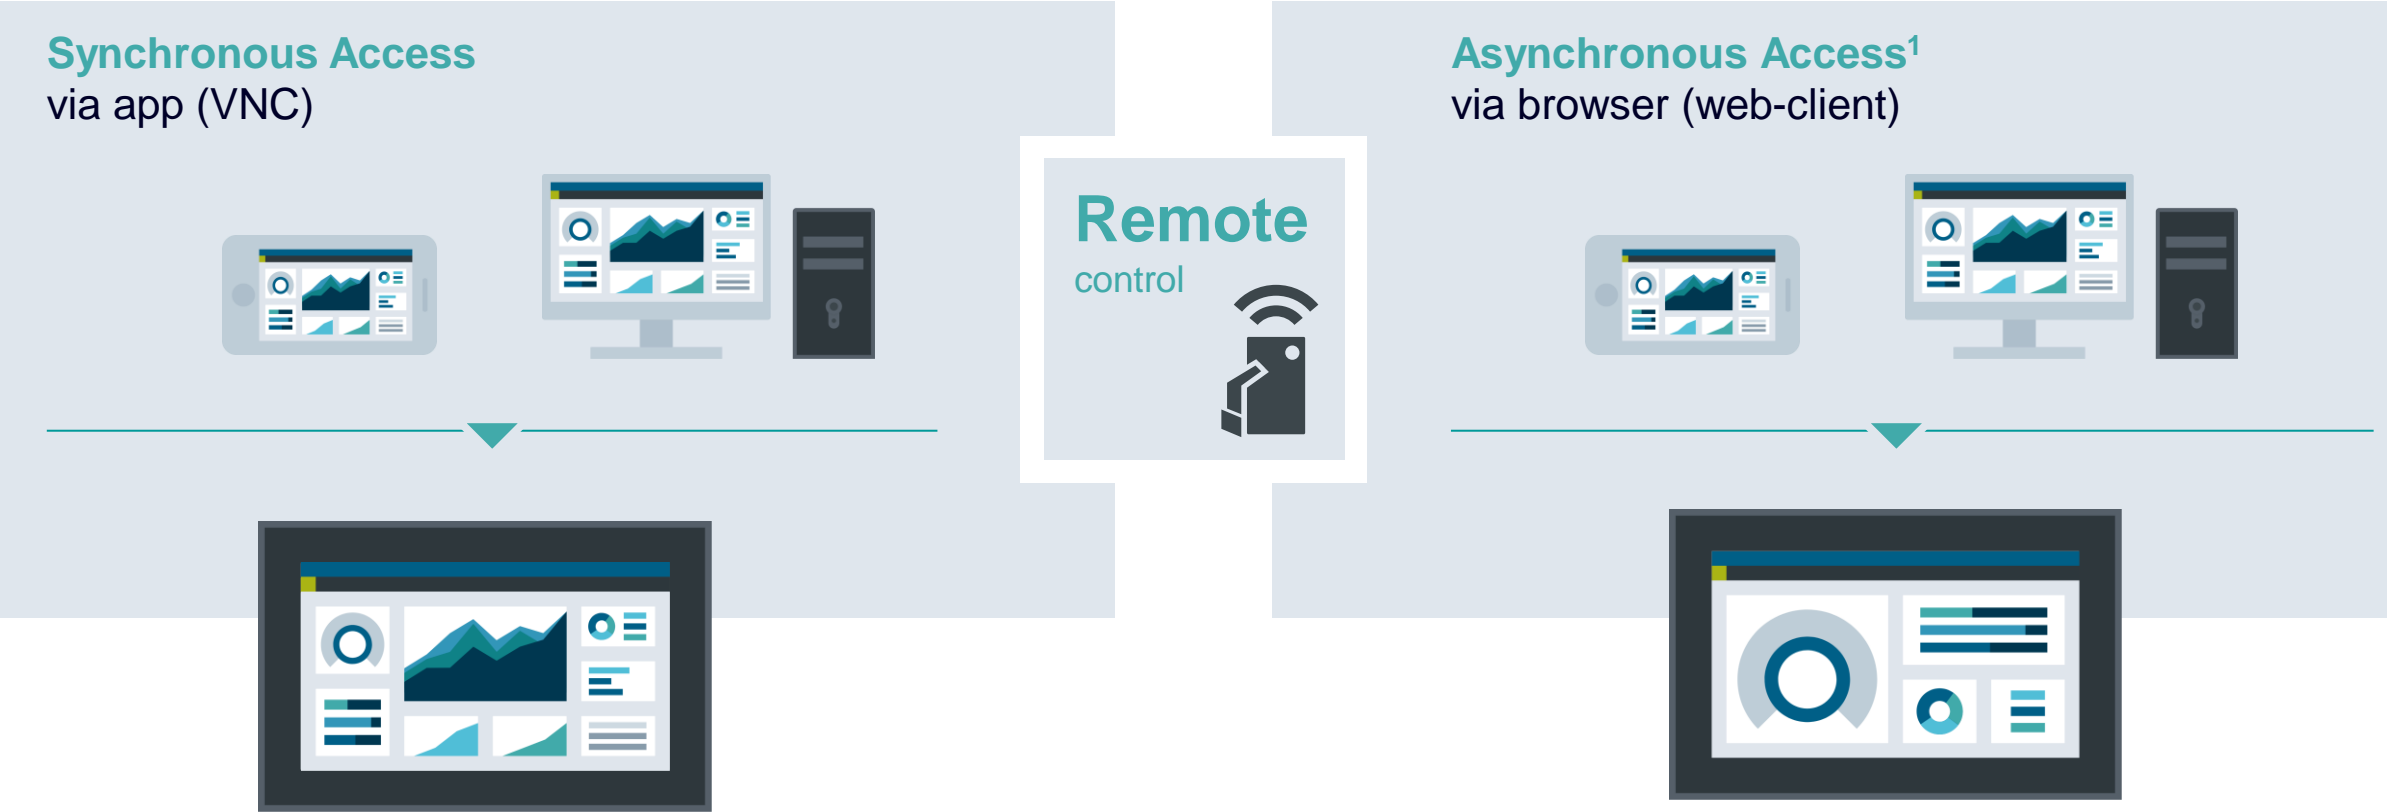 Synchronous Access
via app (VNC)
Remote
control
Asynchronous Access¹
via browser (web-client)